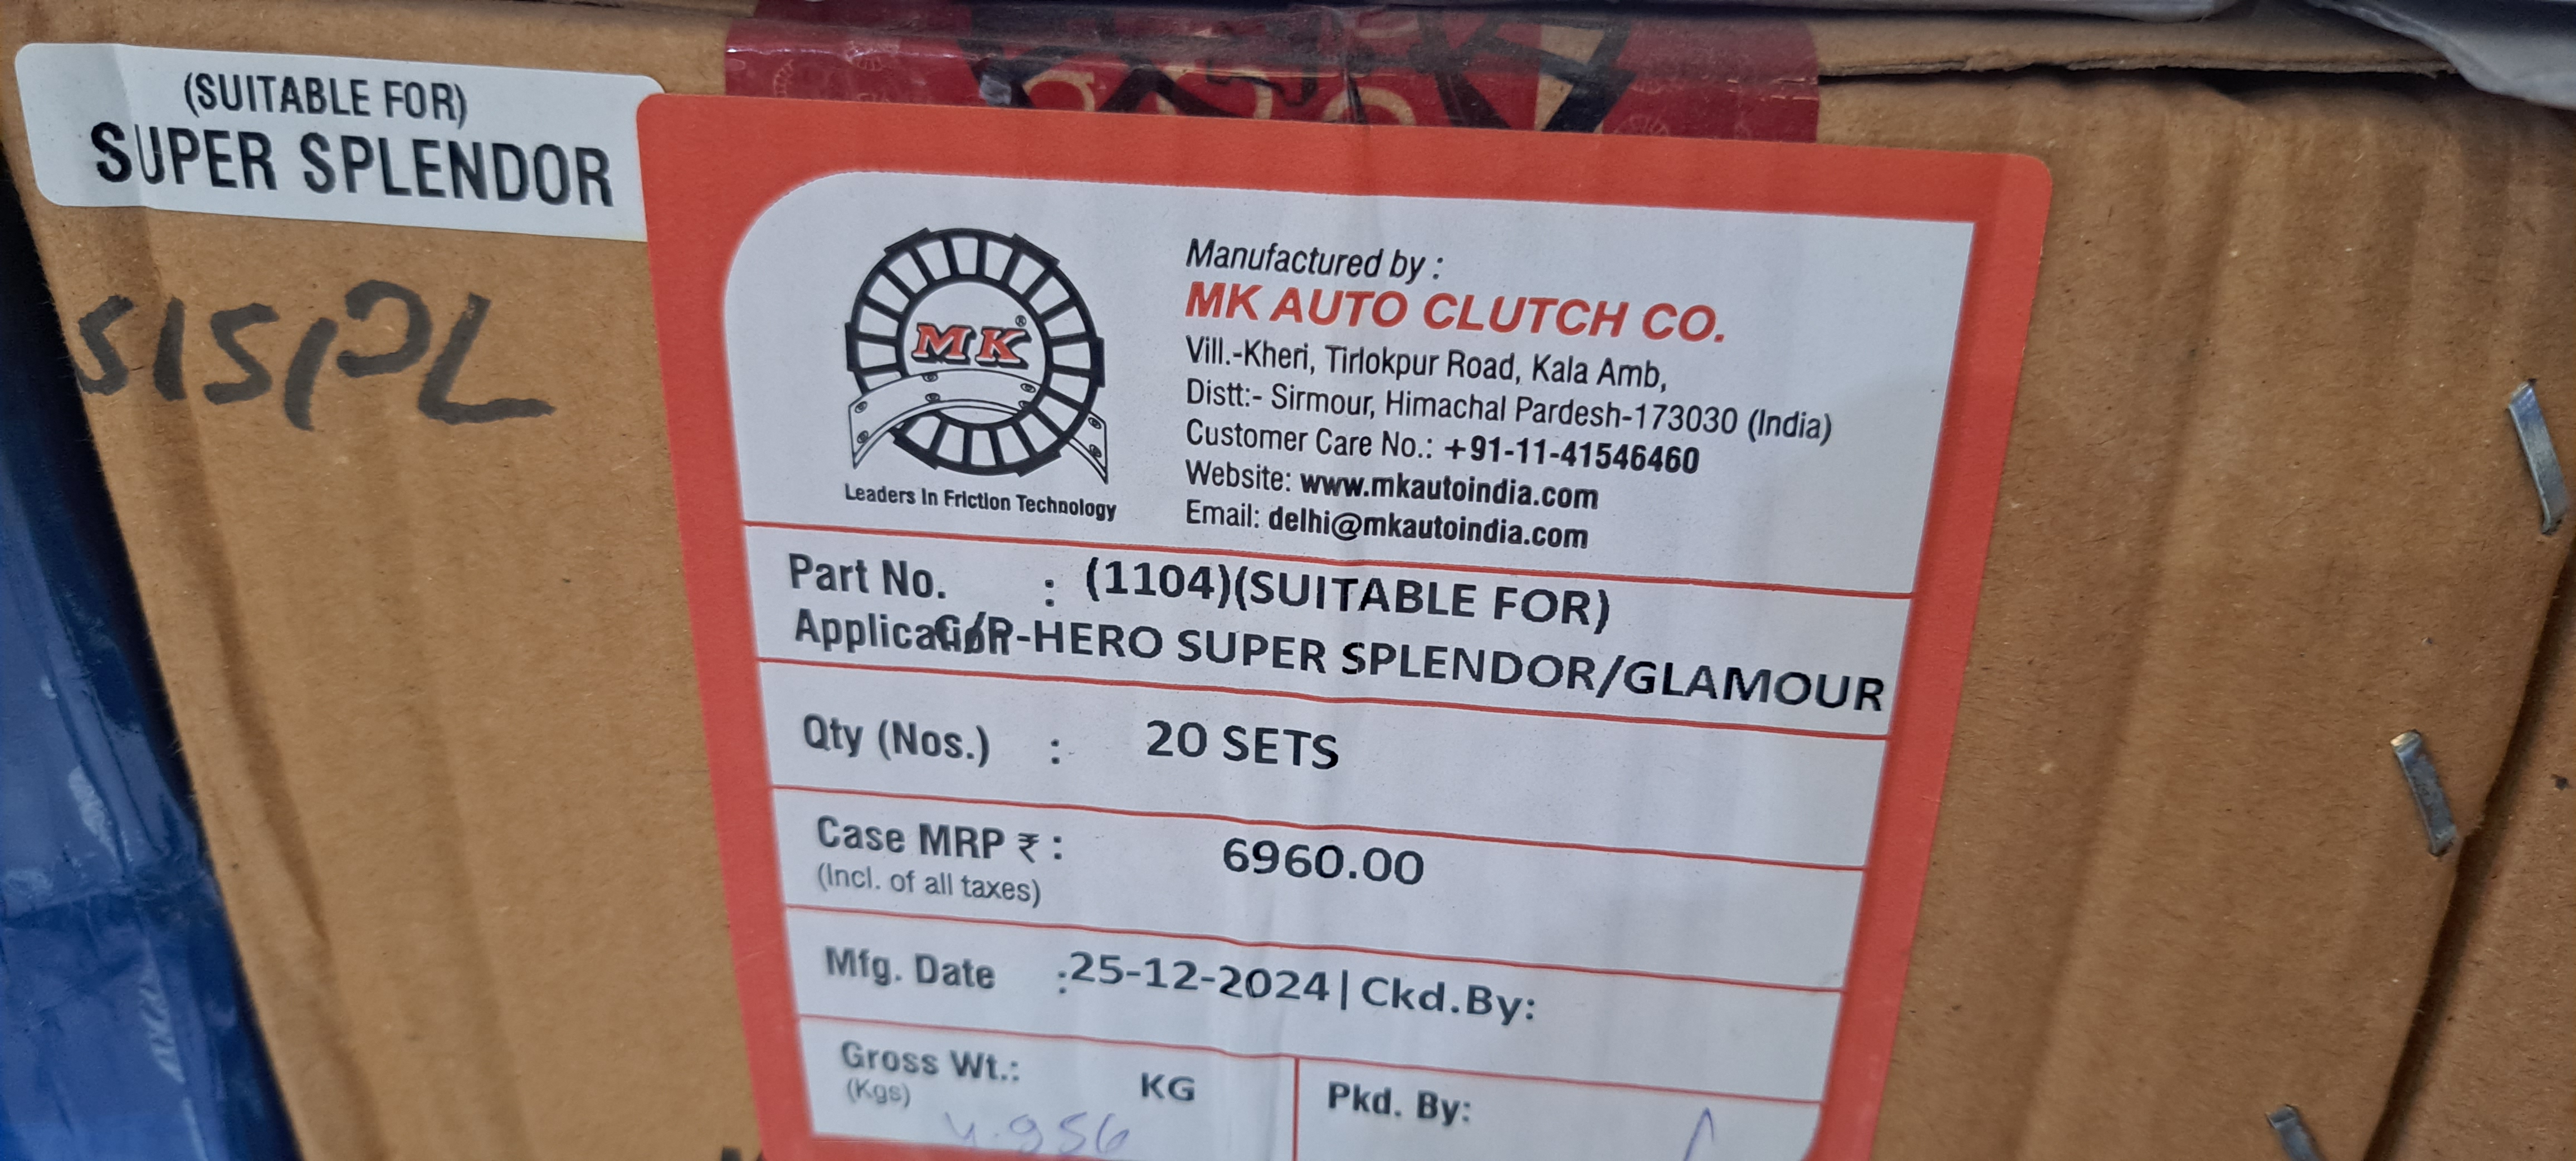 (SUITABLE FOR)
SUPER SPLENDOR
S/SPL
MK®
Leaders In Friction Technology
Manufactured by :
MK AUTO CLUTCH CO.
Vill.-Kheri, Tirlokpur Road, Kala Amb,
Distt:- Sirmour, Himachal Pardesh-173030 (India)
Customer Care No.: +91-11-41546460
Website: www.mkautoindia.com
Email: delhi@mkautoindia.com
Part No. : (1104)(SUITABLE FOR)
Application -HERO SUPER SPLENDOR/GLAMOUR
Qty (Nos.) : 20 SETS
Case MRP ₹ : 6960.00
(Incl. of all taxes)
Mfg. Date :25-12-2024|Ckd.By:
Gross Wt.: KG
(Kgs)
Pkd. By: